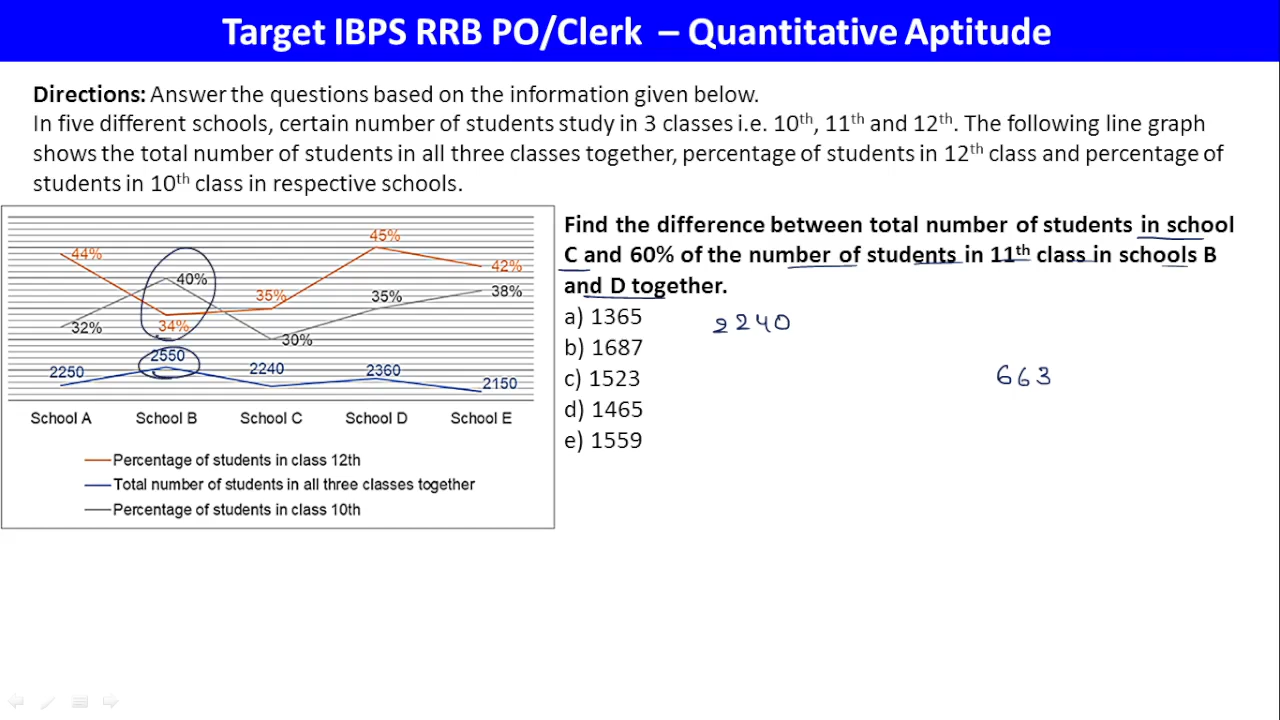 Target IBPS RRB PO/Clerk – Quantitative Aptitude
Directions: Answer the questions based on the information given below.
In five different schools, certain number of students study in 3 classes i.e. 10th, 11th and 12th. The following line graph
shows the total number of students in all three classes together, percentage of students in 12th class and percentage of
students in 10th class in respective schools.
Find the difference between total number of students in school
C and 60% of the number of students in 11th class in schools B
and D together.
a) 1365
b) 1687
c) 1523
d) 1465
e) 1559
2240
663
44% 34% 35% 45% 42%
32% 40% 30% 35% 38%
2250 2550 2240 2360 2150
School A School B School C School D School E
Percentage of students in class 12th
Total number of students in all three classes together
Percentage of students in class 10th